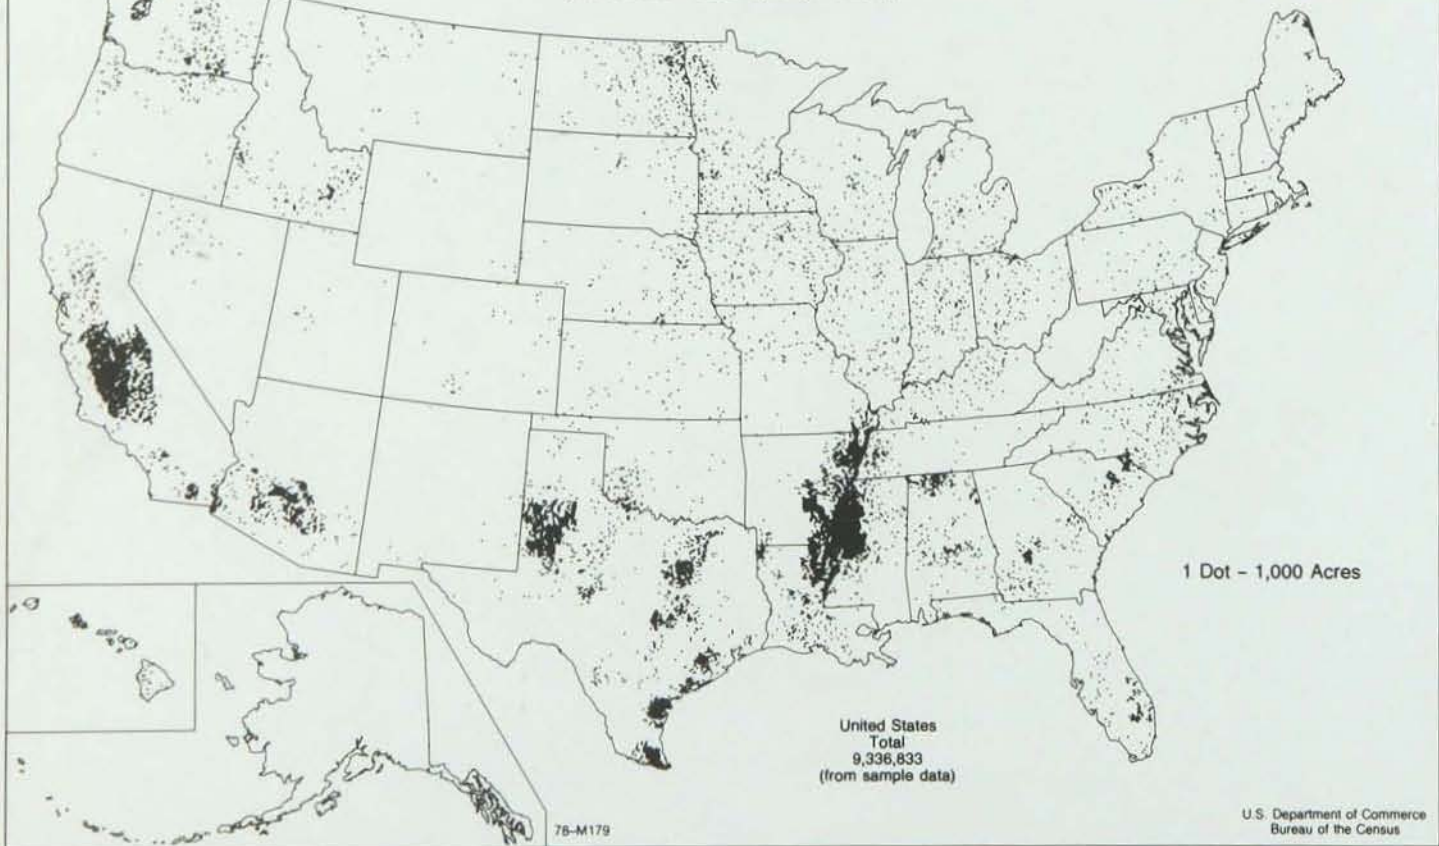 1 Dot – 1,000 Acres
United States
Total
9,336,833
(from sample data)
78–M179
U.S. Department of Commerce
Bureau of the Census